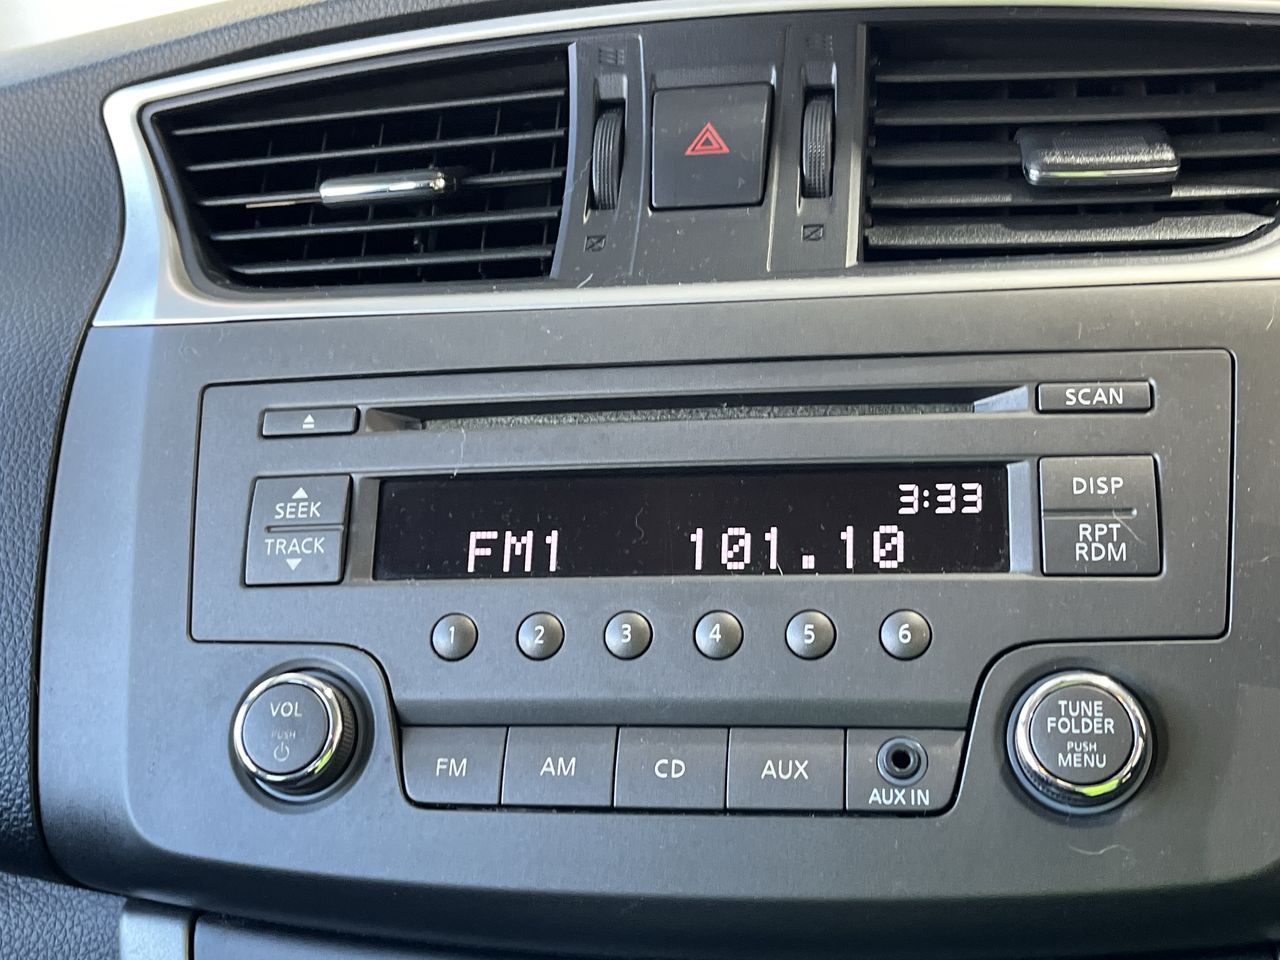 SCAN
SEEK
TRACK
3:33
FM1 101.10
DISP
RPT
RDM
1 2 3 4 5 6
VOL
PUSH
TUNE
FOLDER
PUSH
MENU
FM AM CD AUX
AUX IN